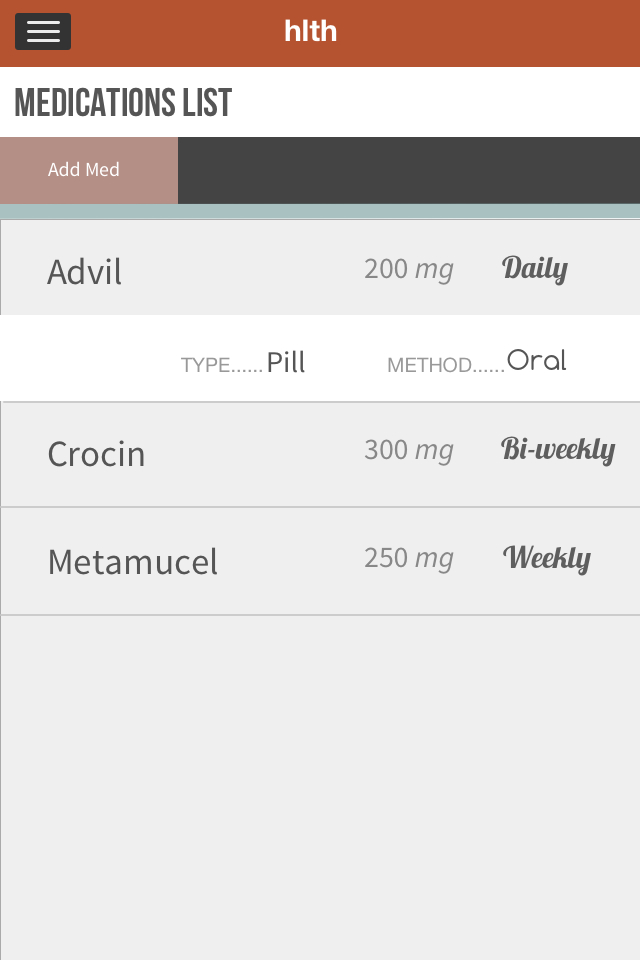 hlth
MEDICATIONS LIST
Add Med
Advil 200 mg Daily
TYPE......Pill METHOD......Oral
Crocin 300 mg Bi-weekly
Metamucel 250 mg Weekly